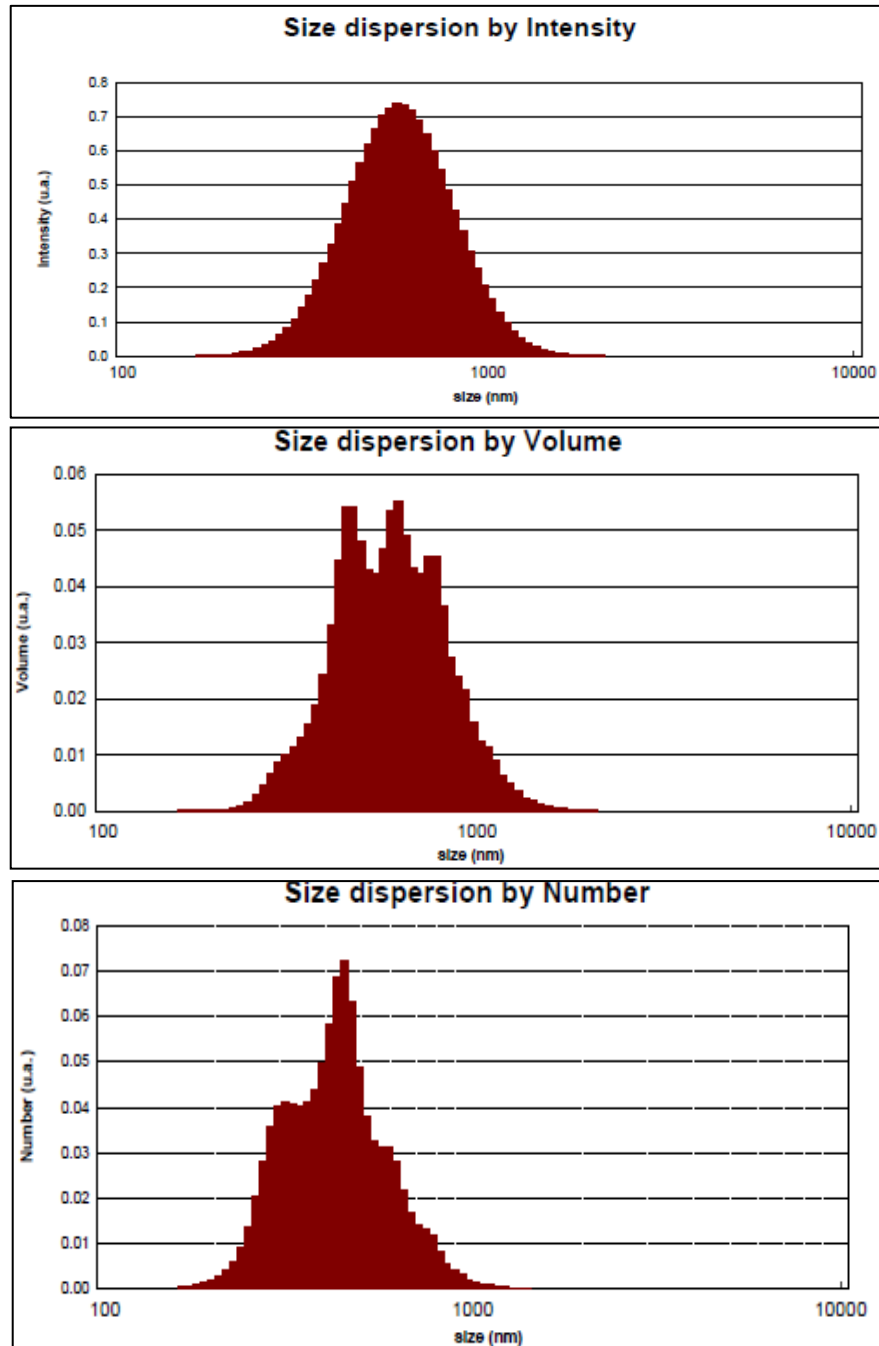 Size dispersion by Intensity
Intensity (u.a.)
0.8
0.7
0.6
0.5
0.4
0.3
0.2
0.1
0.0
100 1000 10000
size (nm)
Size dispersion by Volume
Volume (u.a.)
0.06
0.05
0.04
0.03
0.02
0.01
0.00
100 1000 10000
size (nm)
Size dispersion by Number
Number (u.a.)
0.08
0.07
0.06
0.05
0.04
0.03
0.02
0.01
0.00
100 1000 10000
size (nm)